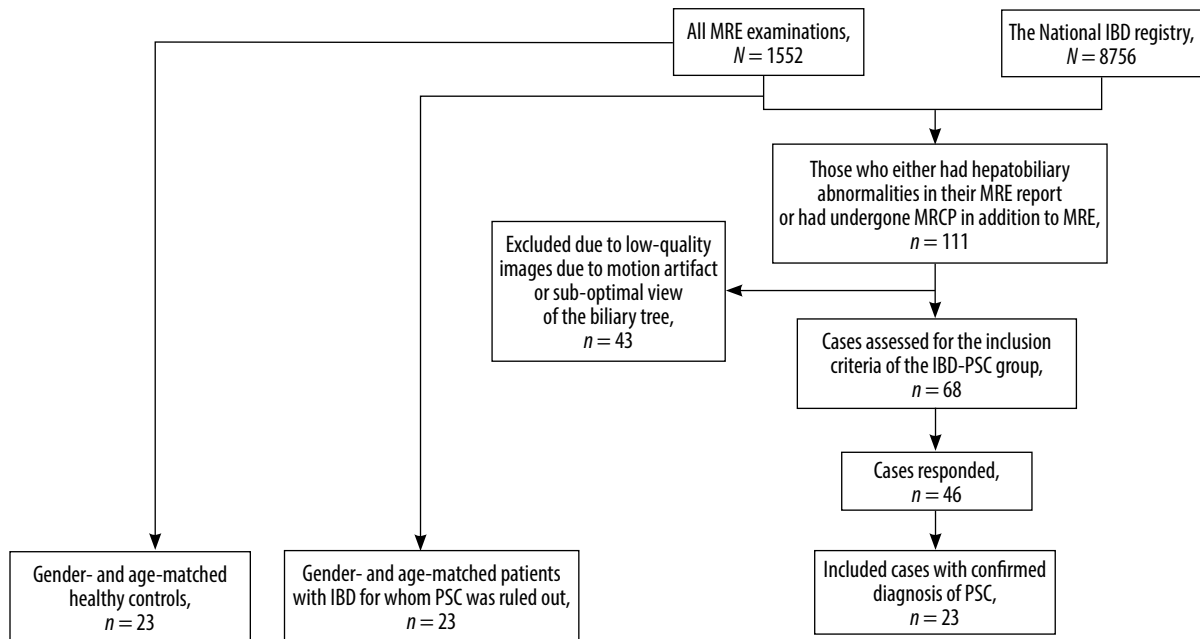 All MRE examinations,
N = 1552
The National IBD registry,
N = 8756
Those who either had hepatobiliary
abnormalities in their MRE report
or had undergone MRCP in addition to MRE,
n = 111
Excluded due to low-quality
images due to motion artifact
or sub-optimal view
of the biliary tree,
n = 43
Cases assessed for the inclusion
criteria of the IBD-PSC group,
n = 68
Cases responded,
n = 46
Gender- and age-matched
healthy controls,
n = 23
Gender- and age-matched patients
with IBD for whom PSC was ruled out,
n = 23
Included cases with confirmed
diagnosis of PSC,
n = 23